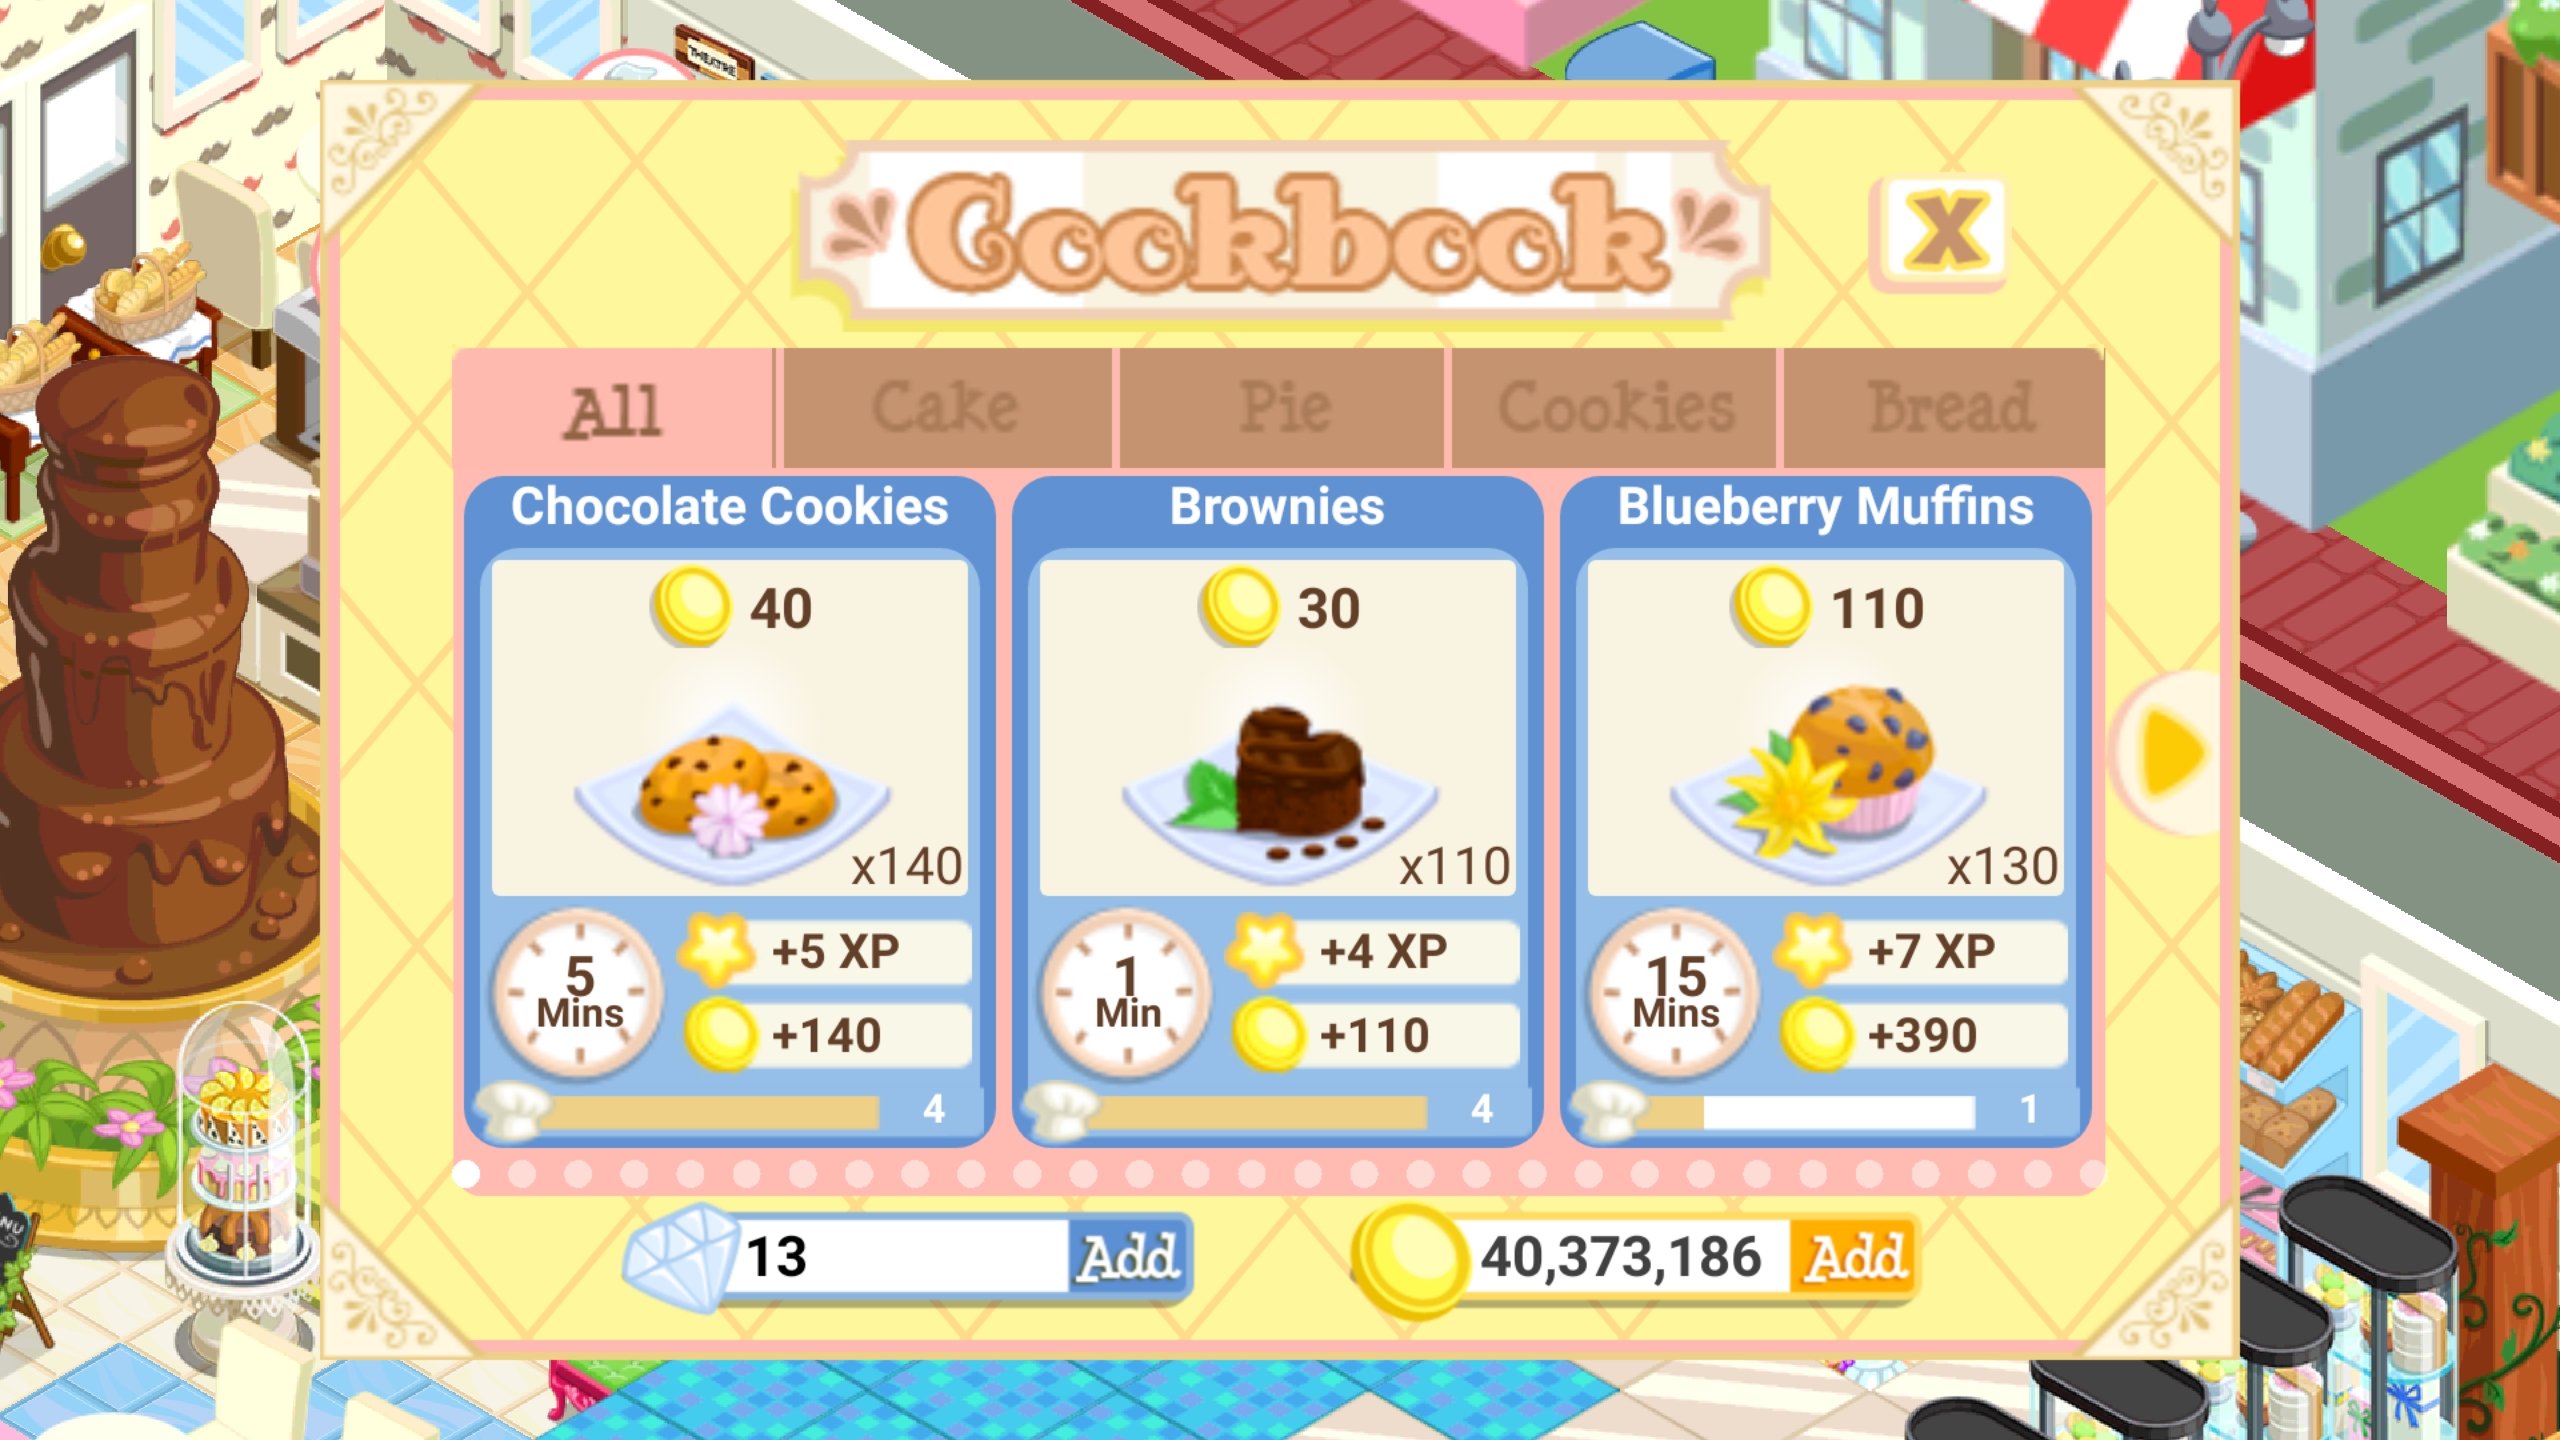 THEATRE
Cookbook
X
All
Cake
Pie
Cookies
Bread
Chocolate Cookies
40
x140
5
Mins
+5 XP
+140
4
Brownies
30
x110
1
Min
+4 XP
+110
4
Blueberry Muffins
110
x130
15
Mins
+7 XP
+390
1
13
Add
40,373,186
Add